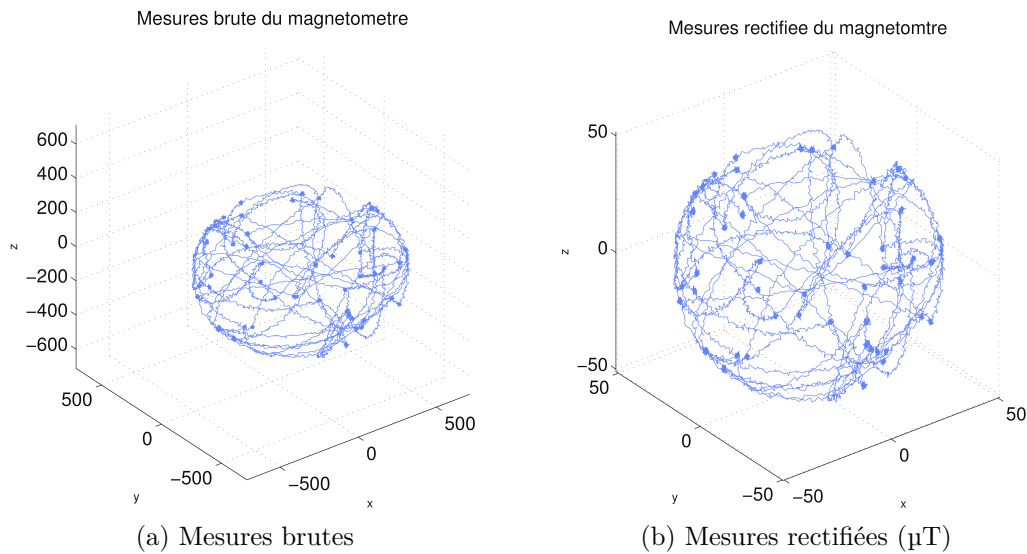 Mesures brute du magnetometre
600
400
200
0
−200
−400
−600
z
500
0
−500
y
−500
0
500
x
(a) Mesures brutes
Mesures rectifiee du magnetomtre
50
0
−50
z
50
0
−50
y
−50
0
50
x
(b) Mesures rectifiées (µT)